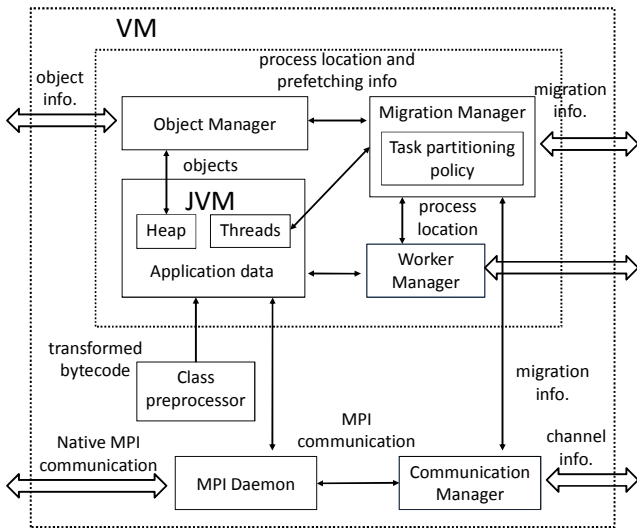 VM
process location and
prefetching info
object
info.
migration
info.
Object Manager
Migration Manager
Task partitioning
policy
objects
JVM
Heap
Threads
Application data
process
location
Worker
Manager
transformed
bytecode
Class
preprocessor
migration
info.
MPI
communication
Native MPI
communication
channel
info.
MPI Daemon
Communication
Manager